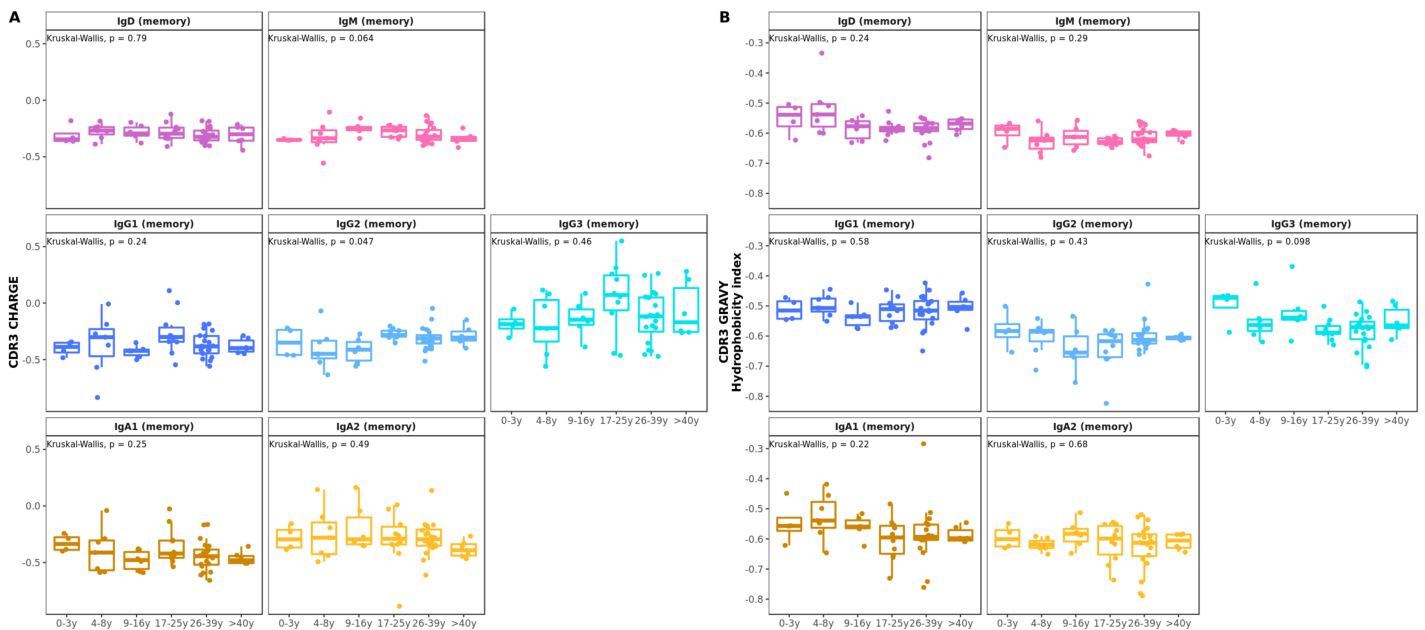 A
IgD (memory)
IgM (memory)
Kruskal-Wallis, p = 0.79
Kruskal-Wallis, p = 0.064
0.5
0.0
-0.5
IgG1 (memory)
IgG2 (memory)
IgG3 (memory)
Kruskal-Wallis, p = 0.24
Kruskal-Wallis, p = 0.047
Kruskal-Wallis, p = 0.46
0.5
0.0
-0.5
CDR3 CHARGE
0-3y 4-8y 9-16y 17-25y 26-39y >40y
IgA1 (memory)
IgA2 (memory)
Kruskal-Wallis, p = 0.25
Kruskal-Wallis, p = 0.49
0.5
0.0
-0.5
0-3y 4-8y 9-16y 17-25y 26-39y >40y
0-3y 4-8y 9-16y 17-25y 26-39y >40y
B
IgD (memory)
IgM (memory)
Kruskal-Wallis, p = 0.24
Kruskal-Wallis, p = 0.29
-0.3
-0.4
-0.5
-0.6
-0.7
-0.8
IgG1 (memory)
IgG2 (memory)
IgG3 (memory)
Kruskal-Wallis, p = 0.58
Kruskal-Wallis, p = 0.43
Kruskal-Wallis, p = 0.098
-0.3
-0.4
-0.5
-0.6
-0.7
-0.8
CDR3 GRAVY
Hydrophobicity index
0-3y 4-8y 9-16y 17-25y 26-39y >40y
IgA1 (memory)
IgA2 (memory)
Kruskal-Wallis, p = 0.22
Kruskal-Wallis, p = 0.68
-0.3
-0.4
-0.5
-0.6
-0.7
-0.8
0-3y 4-8y 9-16y 17-25y 26-39y >40y
0-3y 4-8y 9-16y 17-25y 26-39y >40y